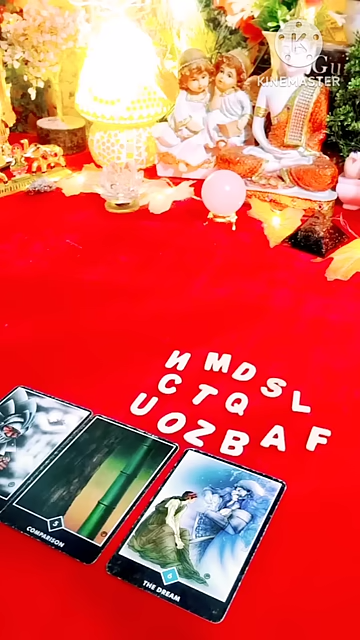 KINEMASTER
N M D S L
C T Q
U O Z B A F
COMPARISON
THE DREAM